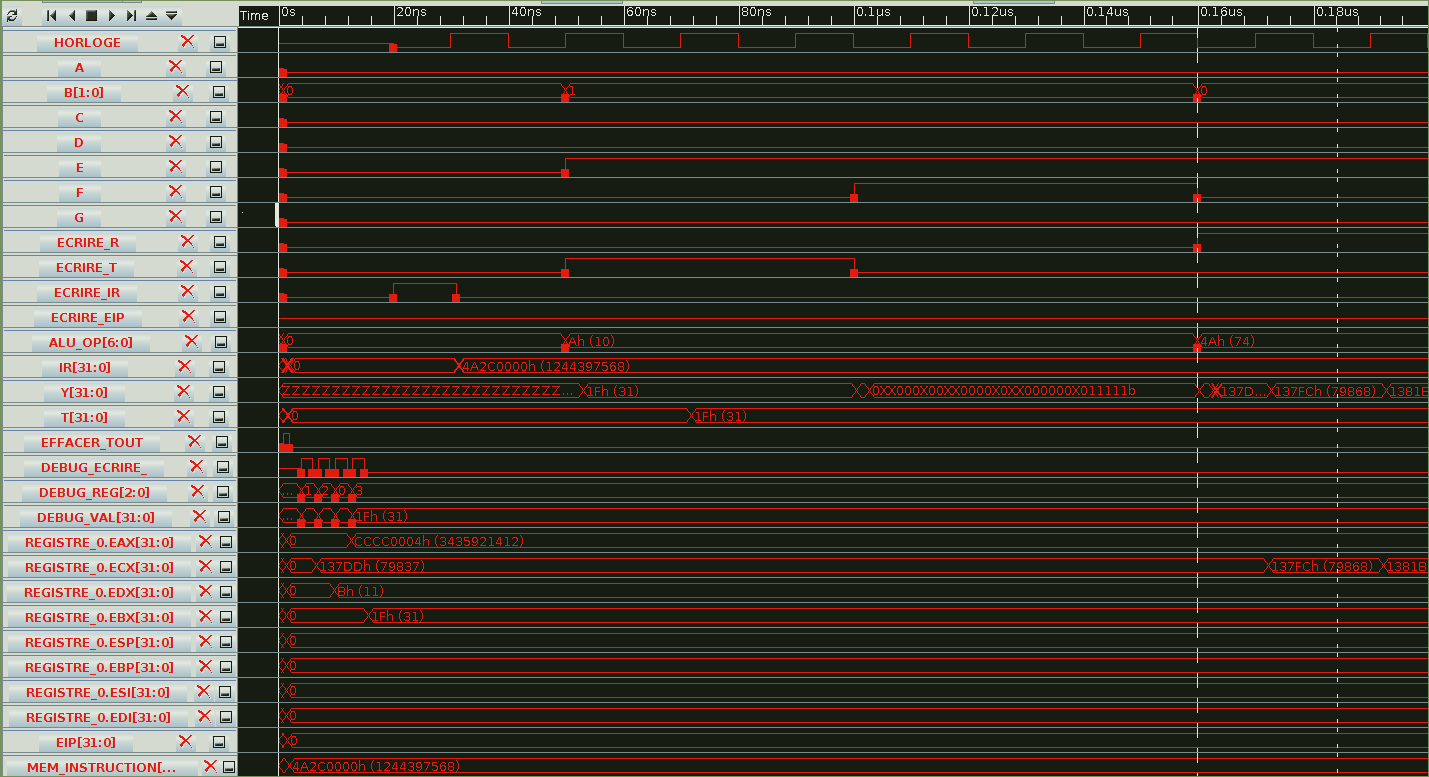 Time 0s 20ns 40ns 60ns 80ns 0.1us 0.12us 0.14us 0.16us 0.18us
HORLOGE
A
B[1:0] 0 1 0
C
D
E
F
G
ECRIRE_R
ECRIRE_T
ECRIRE_IR
ECRIRE_EIP
ALU_OP[6:0] 0 Ah (10) 4Ah (74)
IR[31:0] 0 4A2C0000h (1244397568)
Y[31:0] ZZZZZZZZZZZZZZZZZZZZZZZZZZZ... 1Fh (31) 0XX000X00XX0000X0XX000000X011111b 137D... 137FCh (79868) 1381B
T[31:0] 0 1Fh (31)
EFFACER_TOUT
DEBUG_ECRIRE_
DEBUG_REG[2:0] ... 1 2 0 3
DEBUG_VAL[31:0] ... 1Fh (31)
REGISTRE_0.EAX[31:0] 0 CCCC0004h (3435921412)
REGISTRE_0.ECX[31:0] 0 137DDh (79837) 137FCh (79868) 1381B
REGISTRE_0.EDX[31:0] 0 Bh (11)
REGISTRE_0.EBX[31:0] 0 1Fh (31)
REGISTRE_0.ESP[31:0] 0
REGISTRE_0.EBP[31:0] 0
REGISTRE_0.ESI[31:0] 0
REGISTRE_0.EDI[31:0] 0
EIP[31:0] 0
MEM_INSTRUCTION[... 4A2C0000h (1244397568)